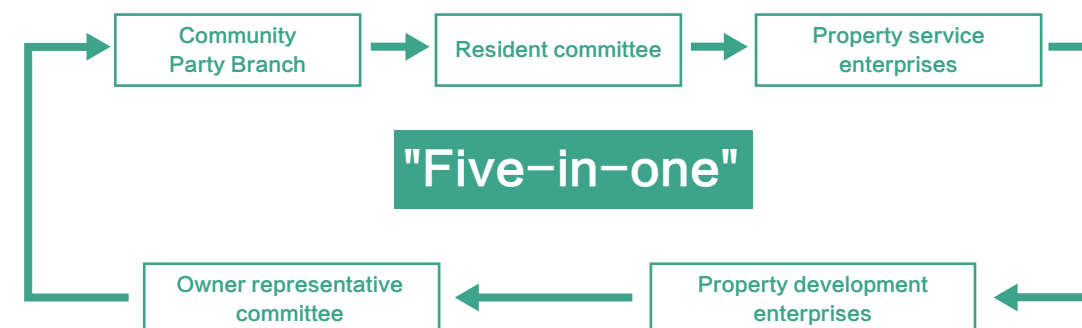 Community
Party Branch
Resident committee
Property service
enterprises
"Five-in-one"
Owner representative
committee
Property development
enterprises